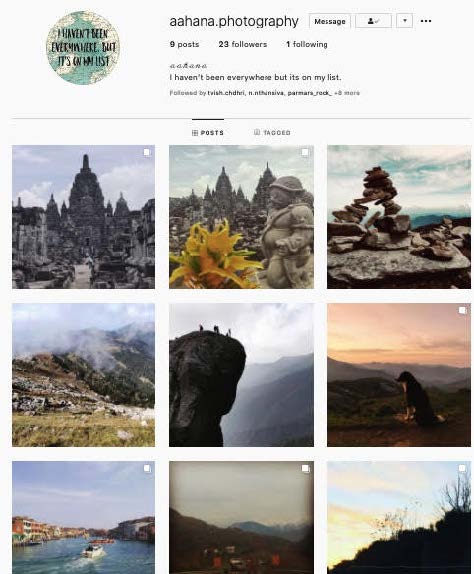 I HAVEN'T BEEN
EVERYWHERE, BUT
IT'S ON MY LIST
aahana.photography Message
9 posts 23 followers 1 following
𝒶𝒶𝒽𝒶𝓃𝒶
I haven't been everywhere but its on my list.
Followed by tvish.chdhri, n.nthinsiva, parmars_rock_ +8 more
POSTS TAGGED